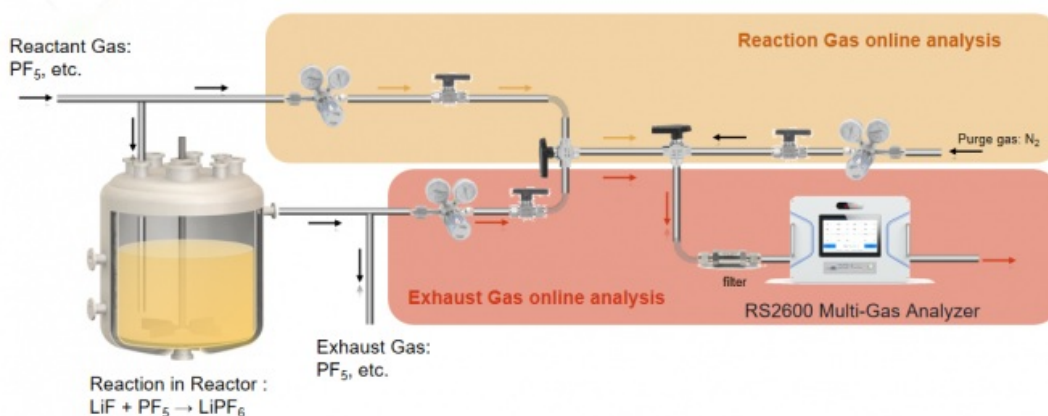 Reactant Gas:
PF₅, etc.
Reaction Gas online analysis
Purge gas: N₂
Exhaust Gas online analysis
filter
RS2600 Multi-Gas Analyzer
Exhaust Gas:
PF₅, etc.
Reaction in Reactor :
LiF + PF₅ → LiPF₆